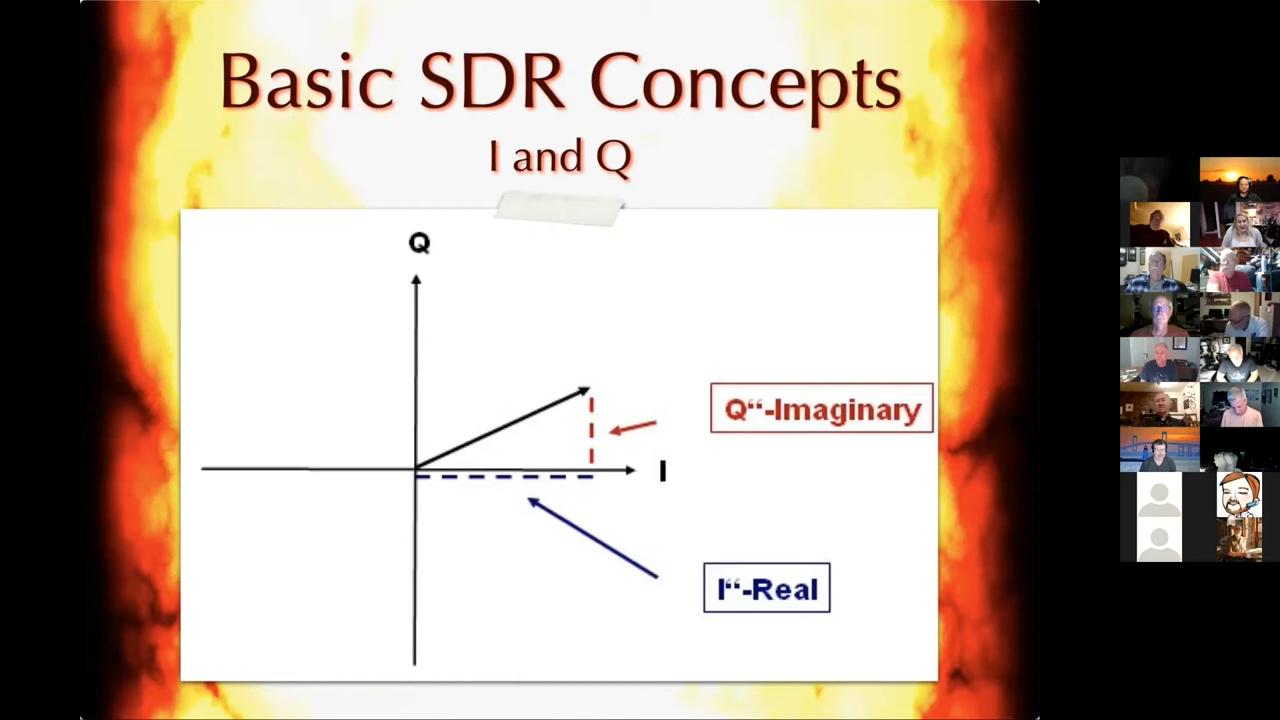 Basic SDR Concepts
I and Q
Q
Q“-Imaginary
I
I“-Real